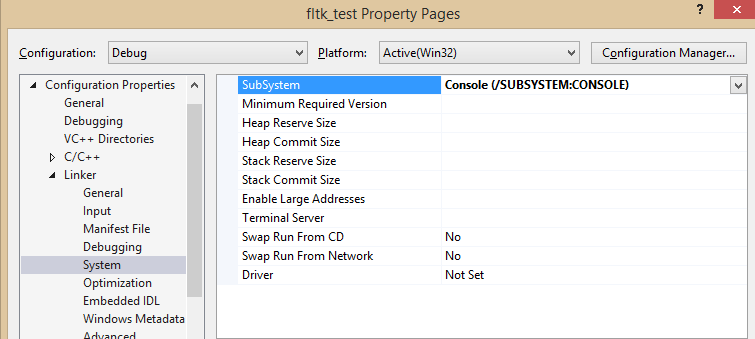 fltk_test Property Pages
Configuration: Debug Platform: Active(Win32) Configuration Manager...
Configuration Properties
General
Debugging
VC++ Directories
C/C++
Linker
General
Input
Manifest File
Debugging
System
Optimization
Embedded IDL
Windows Metadata
Advanced
SubSystem Console (/SUBSYSTEM:CONSOLE)
Minimum Required Version
Heap Reserve Size
Heap Commit Size
Stack Reserve Size
Stack Commit Size
Enable Large Addresses
Terminal Server
Swap Run From CD No
Swap Run From Network No
Driver Not Set